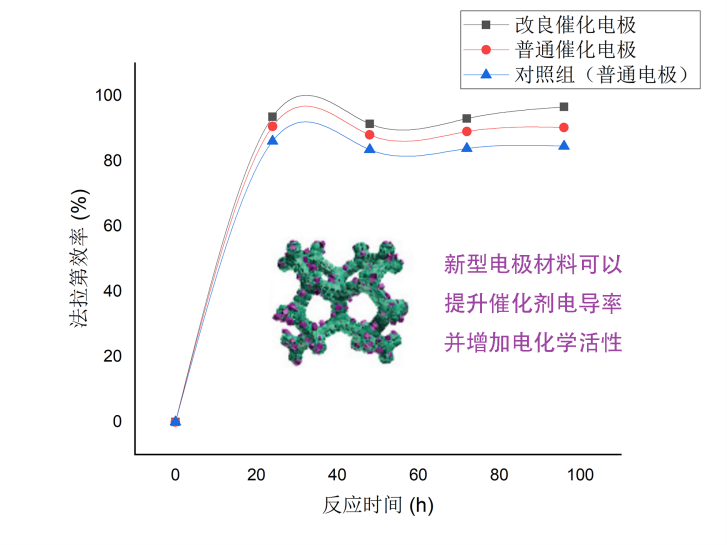 改良催化电极
普通催化电极
对照组（普通电极）
100
80
60
40
20
0
法拉第效率 (%)
新型电极材料可以
提升催化剂电导率
并增加电化学活性
0 20 40 60 80 100
反应时间 (h)